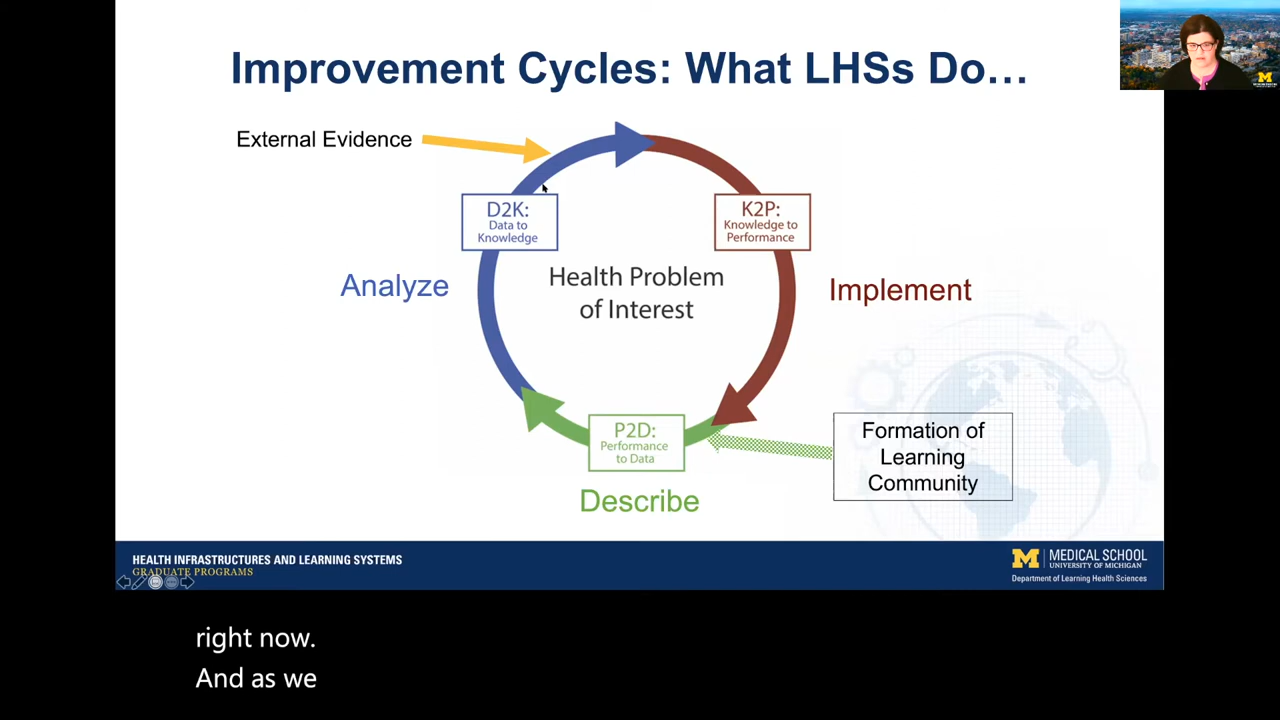 Improvement Cycles: What LHSs Do...
External Evidence
D2K:
Data to
Knowledge
K2P:
Knowledge to
Performance
Analyze
Health Problem
of Interest
Implement
P2D:
Performance
to Data
Describe
Formation of
Learning
Community
HEALTH INFRASTRUCTURES AND LEARNING SYSTEMS
GRADUATE PROGRAMS
M MEDICAL SCHOOL
UNIVERSITY OF MICHIGAN
Department of Learning Health Sciences
right now.
And as we